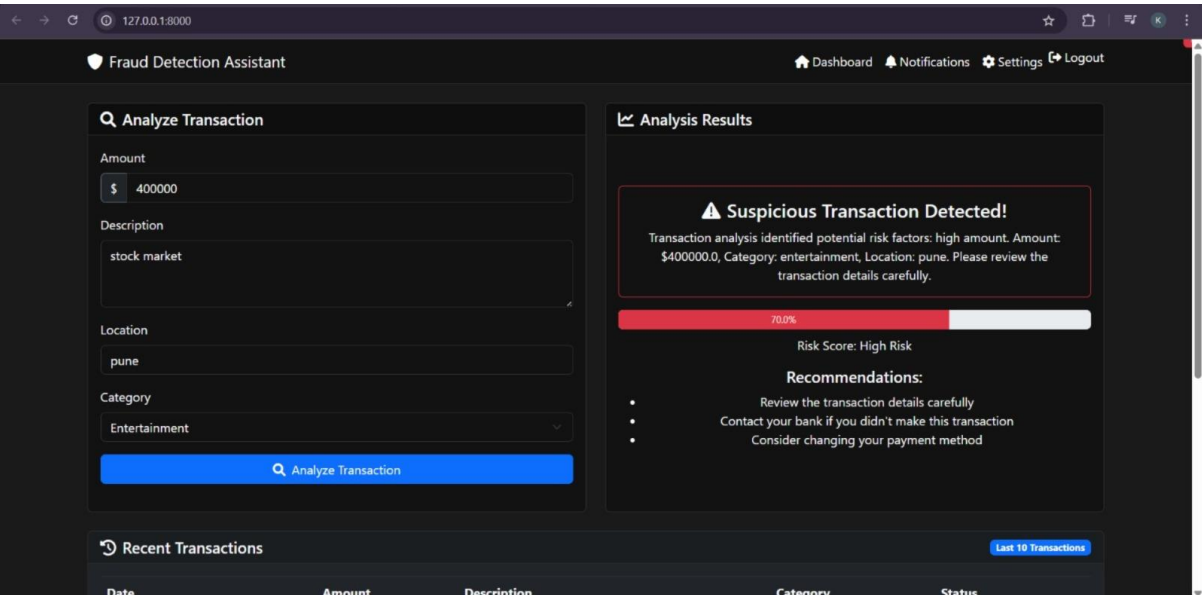 127.0.0.1:8000
K
Fraud Detection Assistant
Dashboard Notifications Settings Logout
Analyze Transaction
Amount
$ 400000
Description
stock market
Location
pune
Category
Entertainment
Analyze Transaction
Analysis Results
Suspicious Transaction Detected!
Transaction analysis identified potential risk factors: high amount. Amount:
$400000.0, Category: entertainment, Location: pune. Please review the
transaction details carefully.
70.0%
Risk Score: High Risk
Recommendations:
• Review the transaction details carefully
• Contact your bank if you didn't make this transaction
• Consider changing your payment method
Recent Transactions
Last 10 Transactions
Date Amount Description Category Status